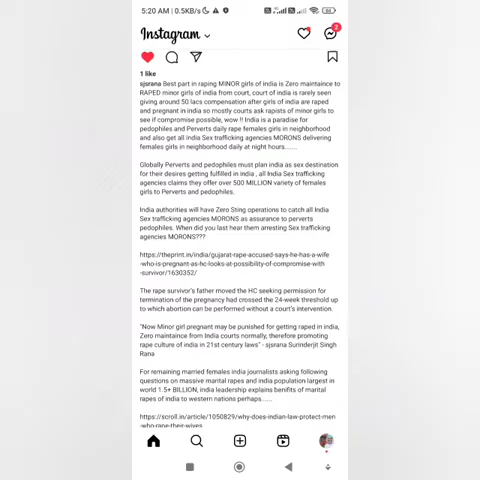 5:20 AM | 0.5KB/s
2
Instagram
1 like
sjsrana Best part in raping MINOR girls of india is Zero maintaince to
RAPED minor girls of india from court, court of india is rarely seen
giving around 50 lacs compensation after girls of india are raped
and pregnant in india so mostly courts ask rapists of minor girls to
see if compromise possible, wow !! India is a paradise for
pedophiles and Perverts daily rape females girls in neighborhood
and also get all India Sex trafficking agencies MORONS delivering
females girls in neighborhood daily at night hours.......
Globally Perverts and pedophiles must plan india as sex destination
for their desires getting fulfilled in india , all India Sex trafficking
agencies claims they offer over 500 MILLION variety of females
girls to Perverts and pedophiles.
India authorities will have Zero Sting operations to catch all India
Sex trafficking agencies MORONS as assurance to perverts
pedophiles. When did you last hear them arresting Sex trafficking
agencies MORONS???
https://theprint.in/india/gujarat-rape-accused-says-he-has-a-wife
-who-is-pregnant-as-hc-looks-at-possibility-of-compromise-with
-survivor/1630352/
The rape survivor's father moved the HC seeking permission for
termination of the pregnancy had crossed the 24-week threshold up
to which abortion can be performed without a court's intervention.
"Now Minor girl pregnant may be punished for getting raped in india,
Zero maintaince from India courts normally, therefore promoting
rape culture of india in 21st century laws" - sjsrana Surinderjit Singh
Rana
For remaining married females india journalists asking following
questions on massive marital rapes and india population largest in
world 1.5+ BILLION, india leadership explains benifits of marital
rapes of india to western nations perhaps.......
https://scroll.in/article/1050829/why-does-indian-law-protect-men
-who-rape-their-wives